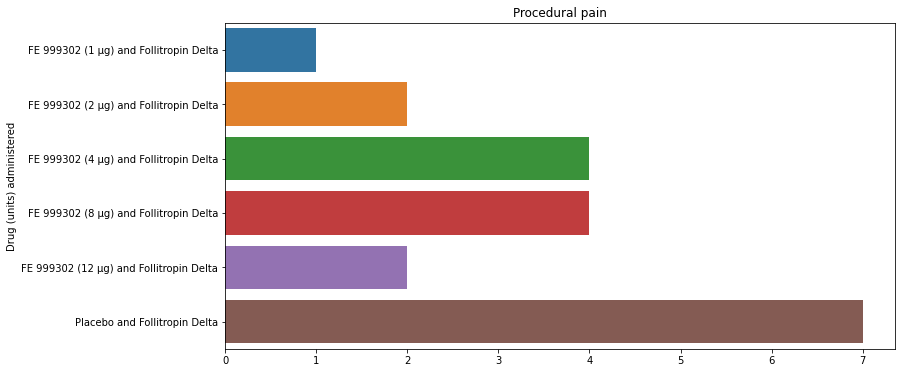 Procedural pain
Drug (units) administered
FE 999302 (1 µg) and Follitropin Delta
FE 999302 (2 µg) and Follitropin Delta
FE 999302 (4 µg) and Follitropin Delta
FE 999302 (8 µg) and Follitropin Delta
FE 999302 (12 µg) and Follitropin Delta
Placebo and Follitropin Delta
0 1 2 3 4 5 6 7